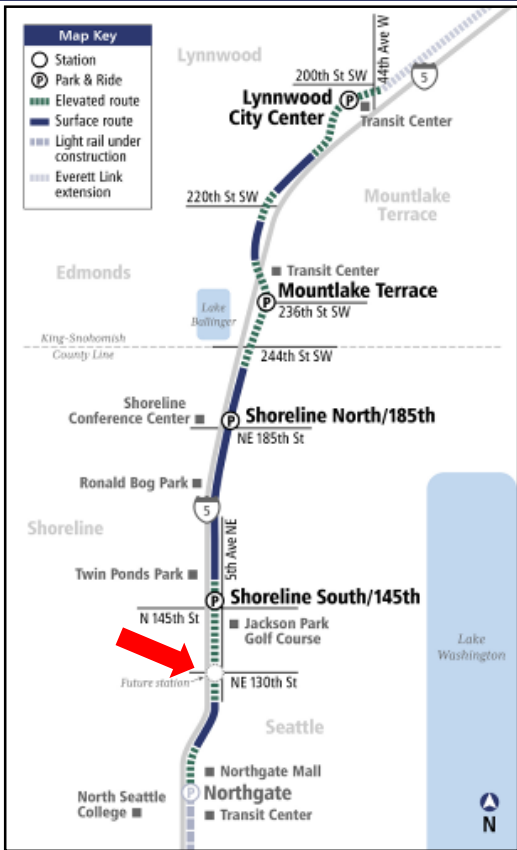 Map Key
Station
P Park & Ride
Elevated route
Surface route
Light rail under
construction
Everett Link
extension
Lynnwood
44th Ave W
200th St SW
5
Lynnwood
City Center
P
Transit Center
220th St SW
Mountlake
Terrace
Edmonds
Transit Center
Mountlake Terrace
P
236th St SW
Lake
Ballinger
King-Snohomish
County Line
244th St SW
Shoreline
Conference Center
P
Shoreline North/185th
NE 185th St
Ronald Bog Park
5
Shoreline
5th Ave NE
Twin Ponds Park
P
Shoreline South/145th
N 145th St
Jackson Park
Golf Course
Lake
Washington
Future station
NE 130th St
Seattle
Northgate Mall
P Northgate
North Seattle
College
Transit Center
N